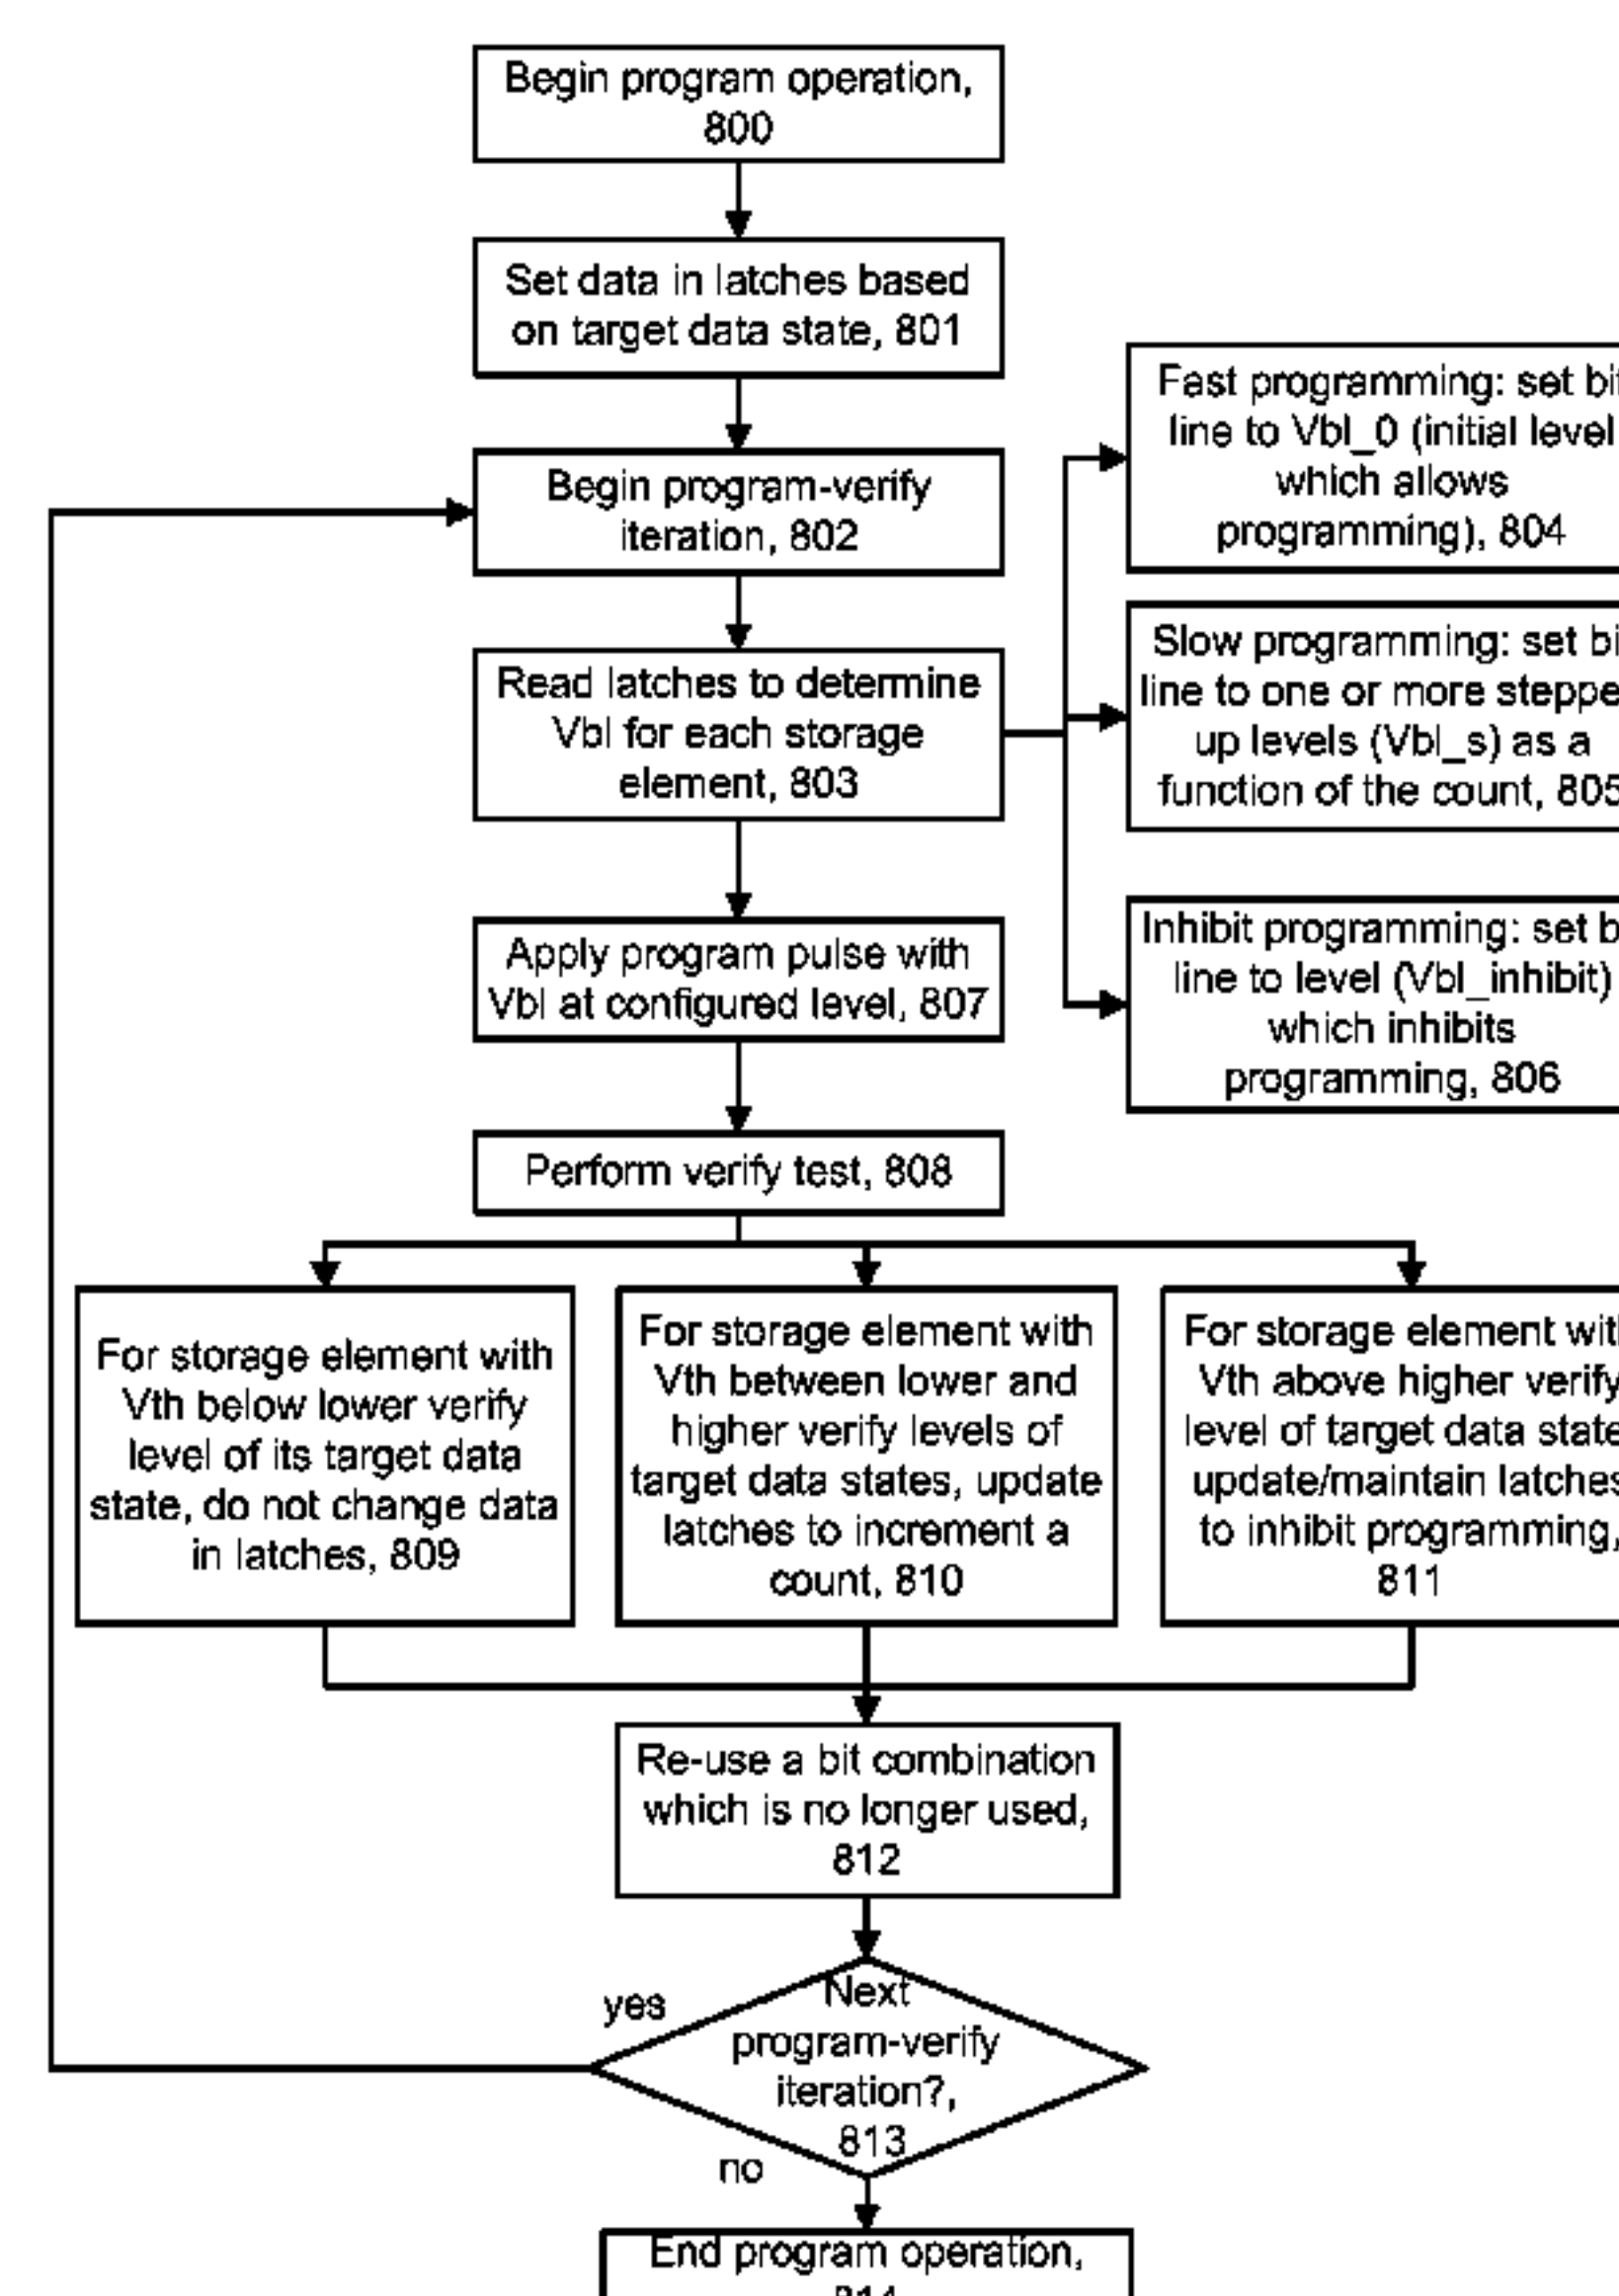 Begin program operation,
800
Set data in latches based
on target data state, 801
Begin program-verify
iteration, 802
Read latches to determine
Vbl for each storage
element, 803
Fast programming: set bit
line to Vbl_0 (initial level
which allows
programming), 804
Slow programming: set
line to one or more
up levels (Vbl_s) as a
function of the count, 805
Inhibit programming: set
line to level (Vbl_inhibit)
which inhibits
programming, 806
Apply program pulse with
Vbl at configured level, 807
Perform verify test, 808
For storage element with
Vth below lower verify
level of its target data
state, do not change data
in latches, 809
For storage element with
Vth between lower and
higher verify levels of
target data states, update
latches to increment a
count, 810
For storage element with
Vth above higher verify
level of target data state
update/maintain latches
to inhibit programming,
811
Re-use a bit combination
which is no longer used,
812
Next
program-verify
iteration?,
813
yes
no
End program operation,